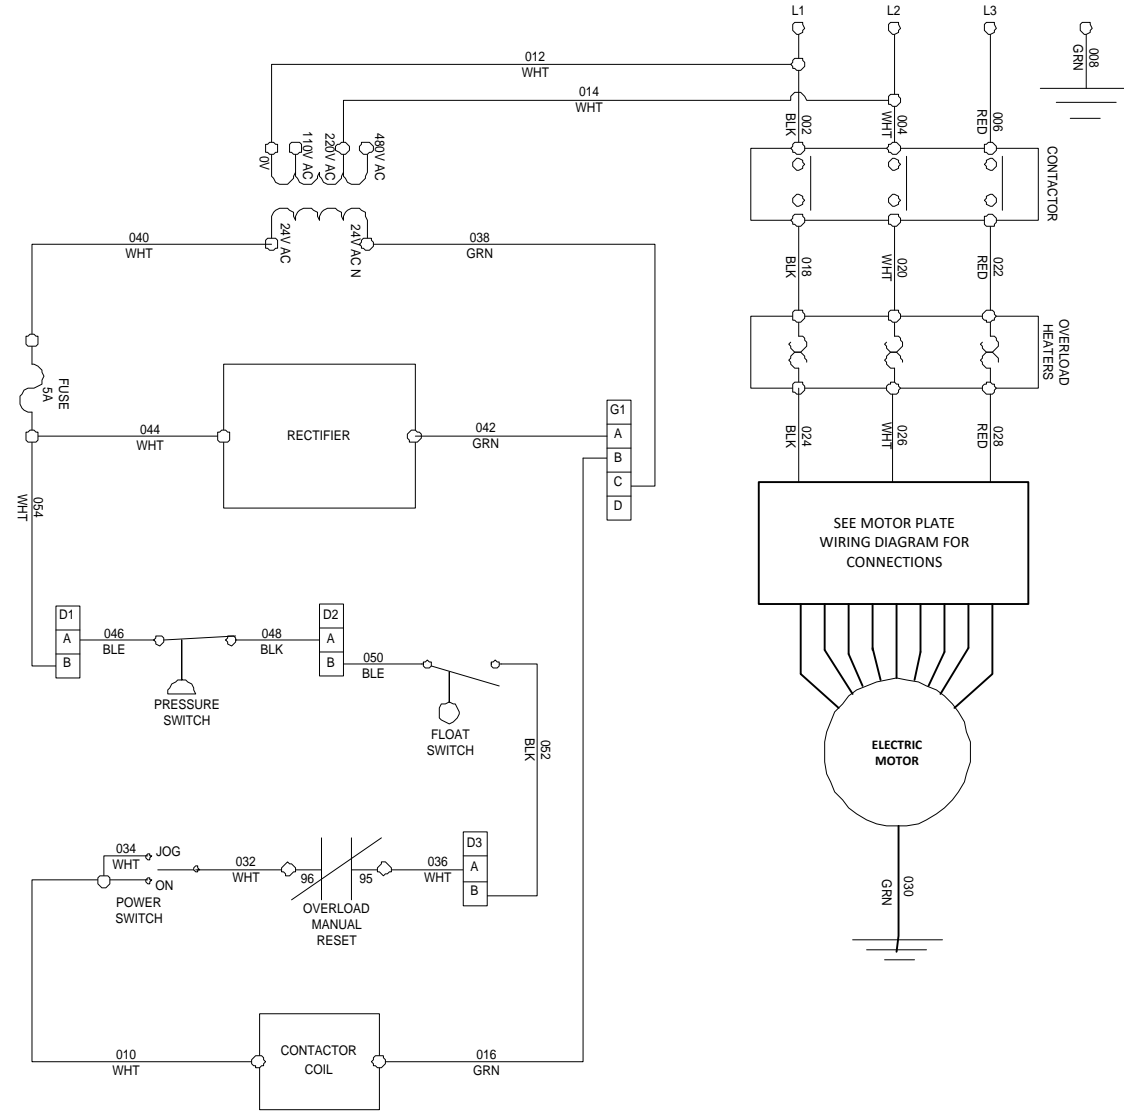 L1
L2
L3
012
WHT
014
WHT
008
GRN
002
BLK
004
WHT
006
RED
0V
110V AC
220V AC
480V AC
CONTACTOR
24V AC
24V AC N
040
WHT
038
GRN
018
BLK
020
WHT
022
RED
OVERLOAD
HEATERS
FUSE
5A
RECTIFIER
044
WHT
042
GRN
G1
A
B
C
D
024
BLK
026
WHT
028
RED
054
WHT
SEE MOTOR PLATE
WIRING DIAGRAM FOR
CONNECTIONS
D1
A
B
046
BLE
048
BLK
D2
A
B
050
BLE
PRESSURE
SWITCH
FLOAT
SWITCH
052
BLK
ELECTRIC
MOTOR
034
WHT
JOG
ON
POWER
SWITCH
032
WHT
96
95
OVERLOAD
MANUAL
RESET
036
WHT
D3
A
B
030
GRN
010
WHT
CONTACTOR
COIL
016
GRN